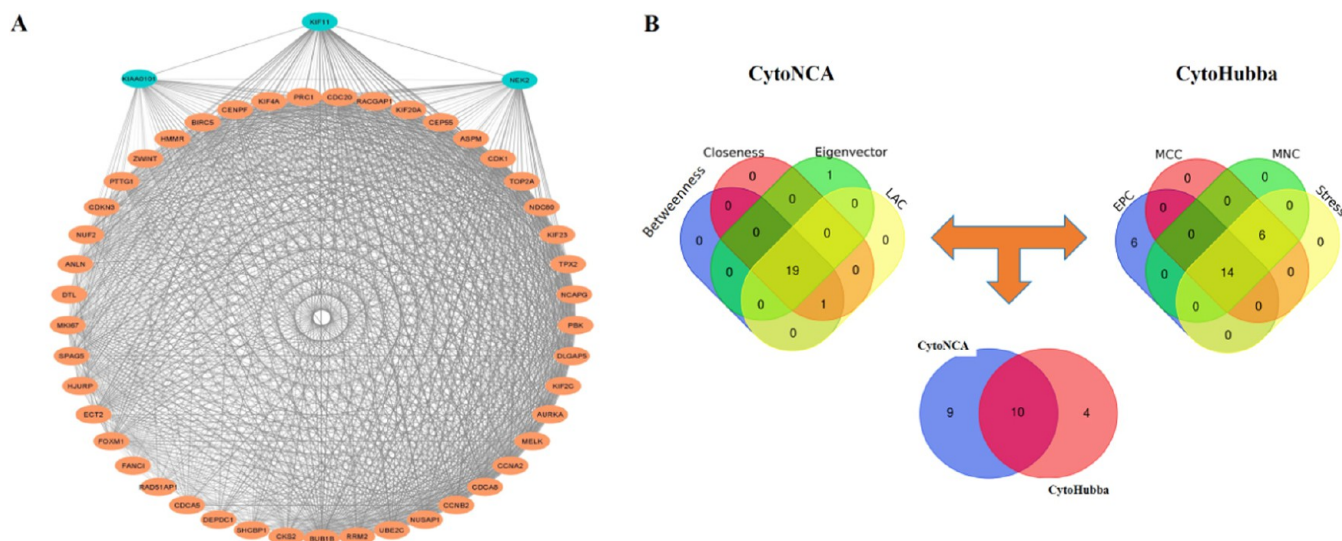 A
KIF11
KIAA0101
NEK2
PRC1
CDC20
KIF4A
RACGAP1
CENPF
KIF20A
BIRC5
CEP55
HMMR
ASPM
ZWINT
CDK1
PTTG1
TOP2A
CDKN3
NDC80
NUF2
KIF23
ANLN
TPX2
DTL
NCAPG
MKI67
PBK
SPAG5
DLGAP5
HJURP
KIF2C
ECT2
AURKA
FOXM1
MELK
FANCI
CCNA2
RAD51AP1
CDCA8
CCNB2
DEPDC1
NUSAP1
SHCBP1
UBE2C
CKS2
RRM2
BUB1B
B
CytoNCA
CytoHubba
Closeness
Eigenvector
Betweenness
LAC
0
1
0
0
0
0
0
0
0
19
0
0
1
0
MCC
MNC
EPC
Stress
0
0
6
0
0
0
0
6
0
14
0
0
0
0
CytoNCA
9
10
4
CytoHubba